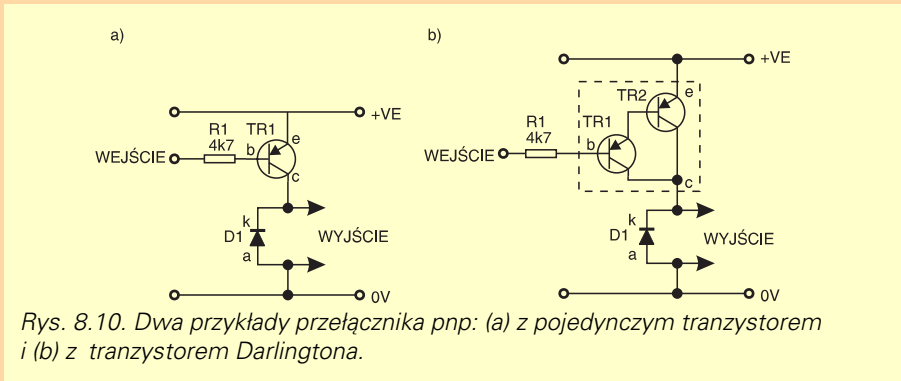 a)
+VE
R1
4k7
TR1
b
e
c
WEJŚCIE
k
D1
a
WYJŚCIE
0V
b)
+VE
TR2
e
R1
4k7
TR1
b
c
WEJŚCIE
k
D1
a
WYJŚCIE
0V
Rys. 8.10. Dwa przykłady przełącznika pnp: (a) z pojedynczym tranzystorem
i (b) z tranzystorem Darlingtona.